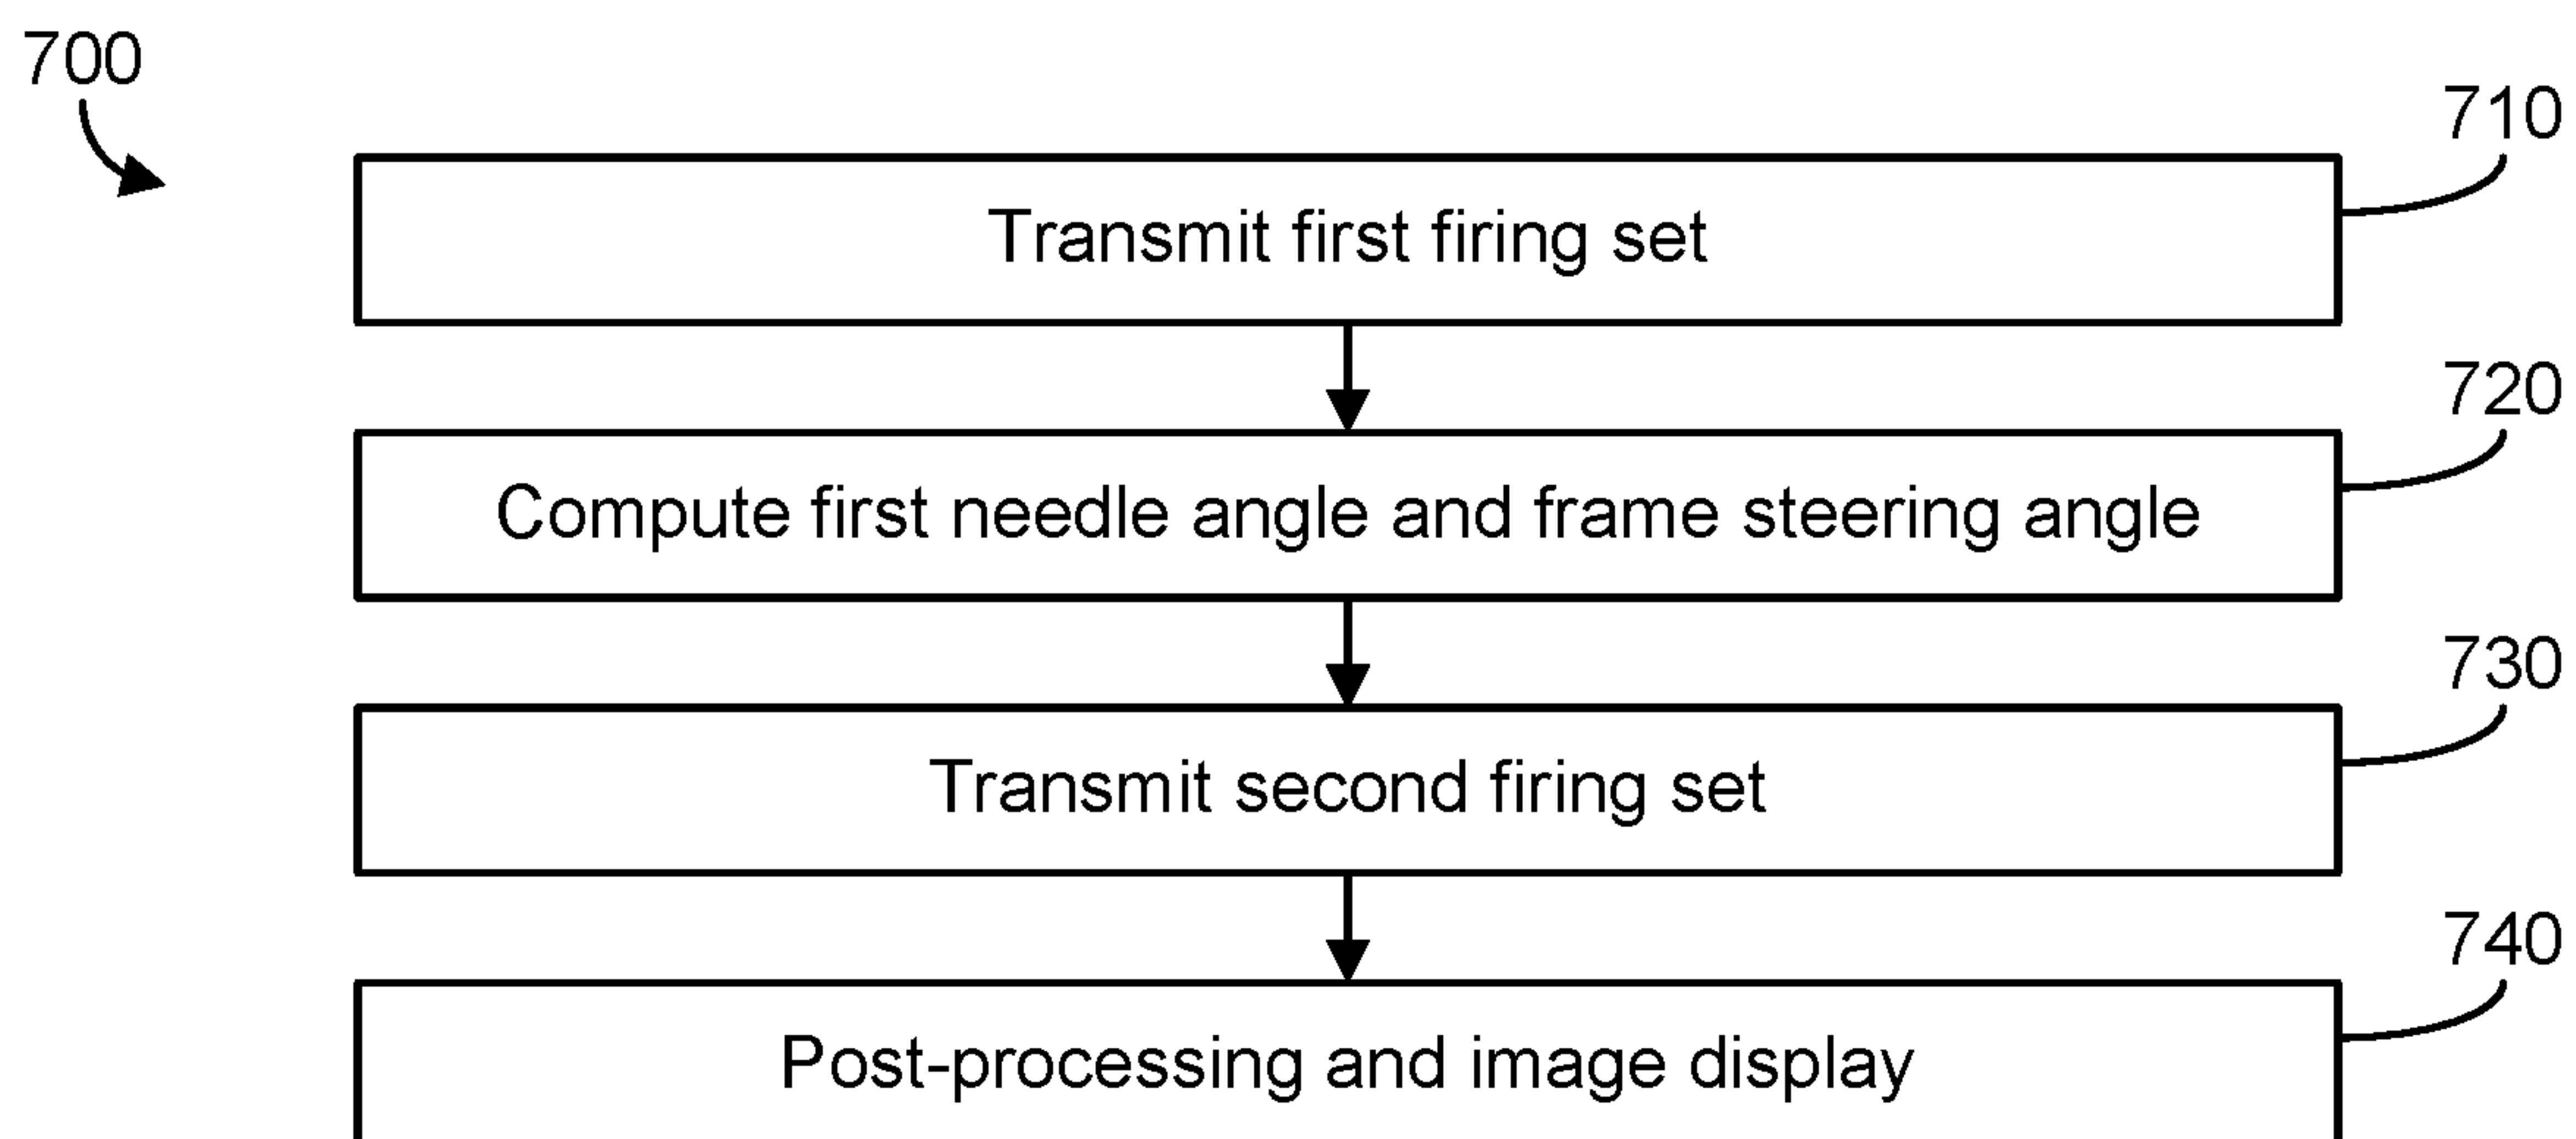 700
710
Transmit first firing set
720
Compute first needle angle and frame steering angle
730
Transmit second firing set
740
Post-processing and image display